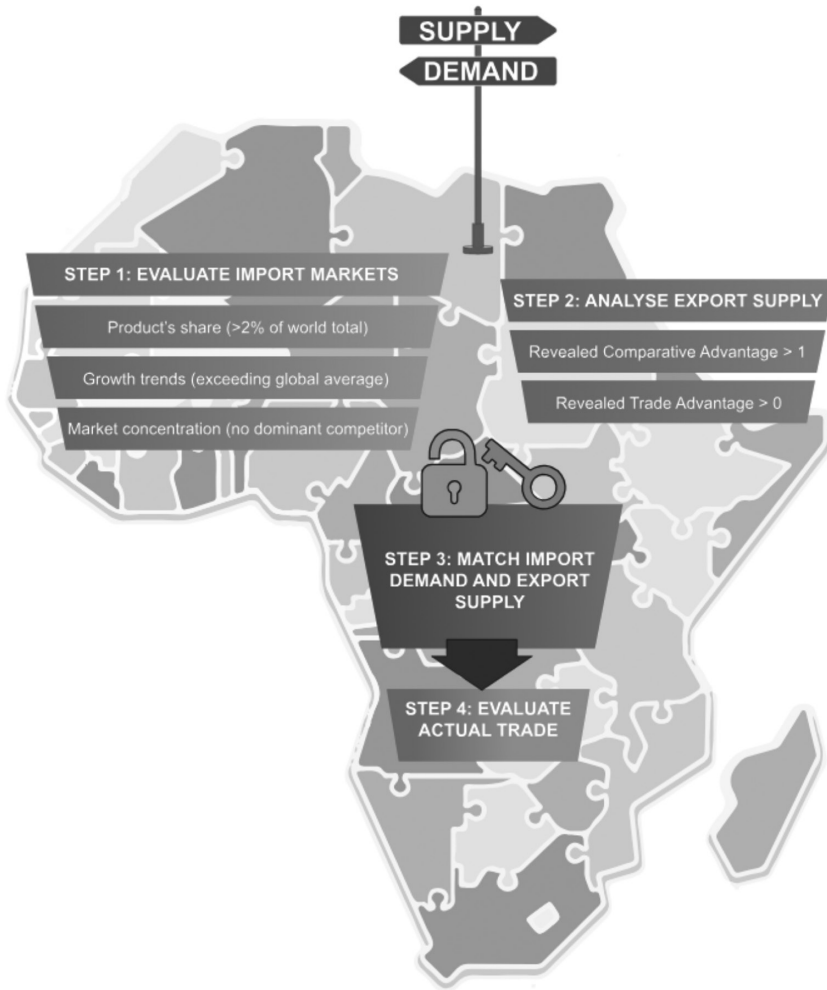 SUPPLY
DEMAND
STEP 1: EVALUATE IMPORT MARKETS
Product's share (>2% of world total)
Growth trends (exceeding global average)
Market concentration (no dominant competitor)
STEP 2: ANALYSE EXPORT SUPPLY
Revealed Comparative Advantage > 1
Revealed Trade Advantage > 0
STEP 3: MATCH IMPORT
DEMAND AND EXPORT
SUPPLY
STEP 4: EVALUATE
ACTUAL TRADE